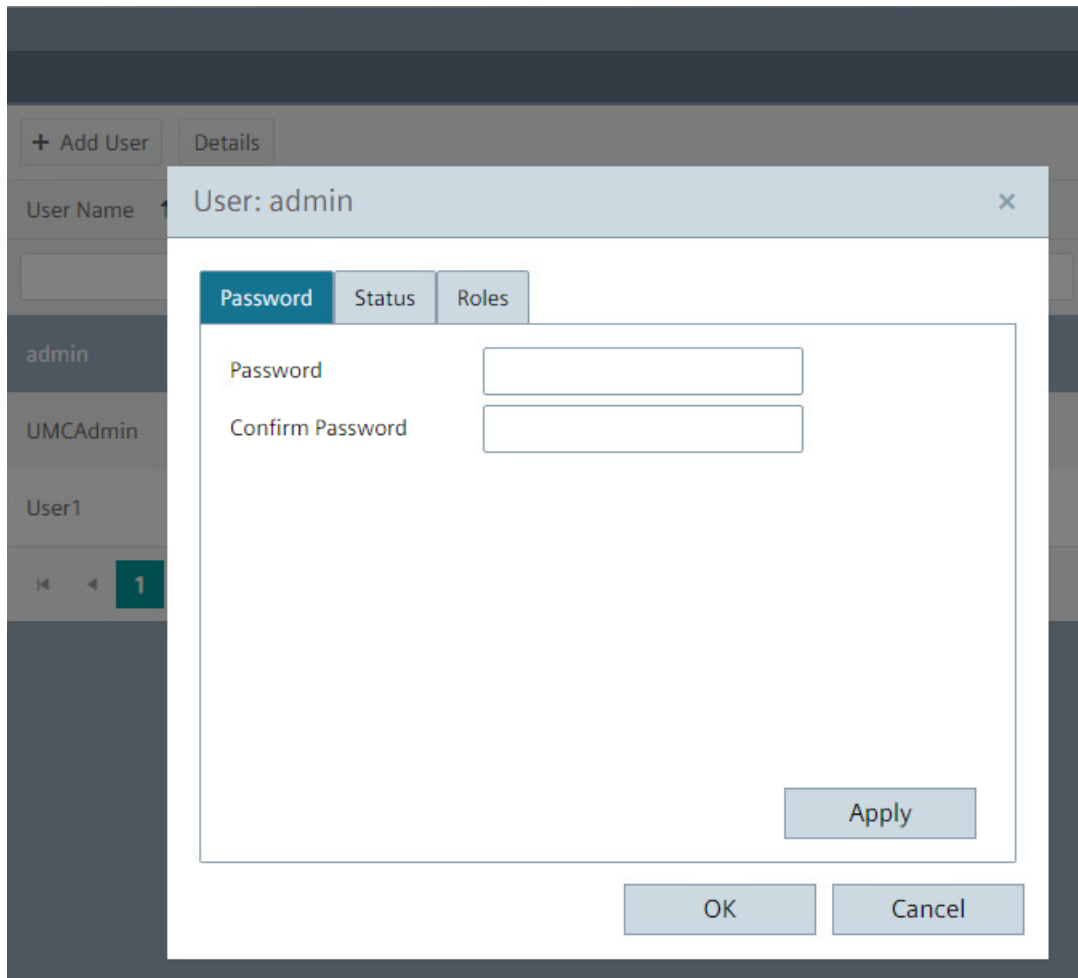 + Add User Details
User Name
User: admin ×
Password Status Roles
admin
Password
UMCAdmin
Confirm Password
User1
1
Apply
OK Cancel